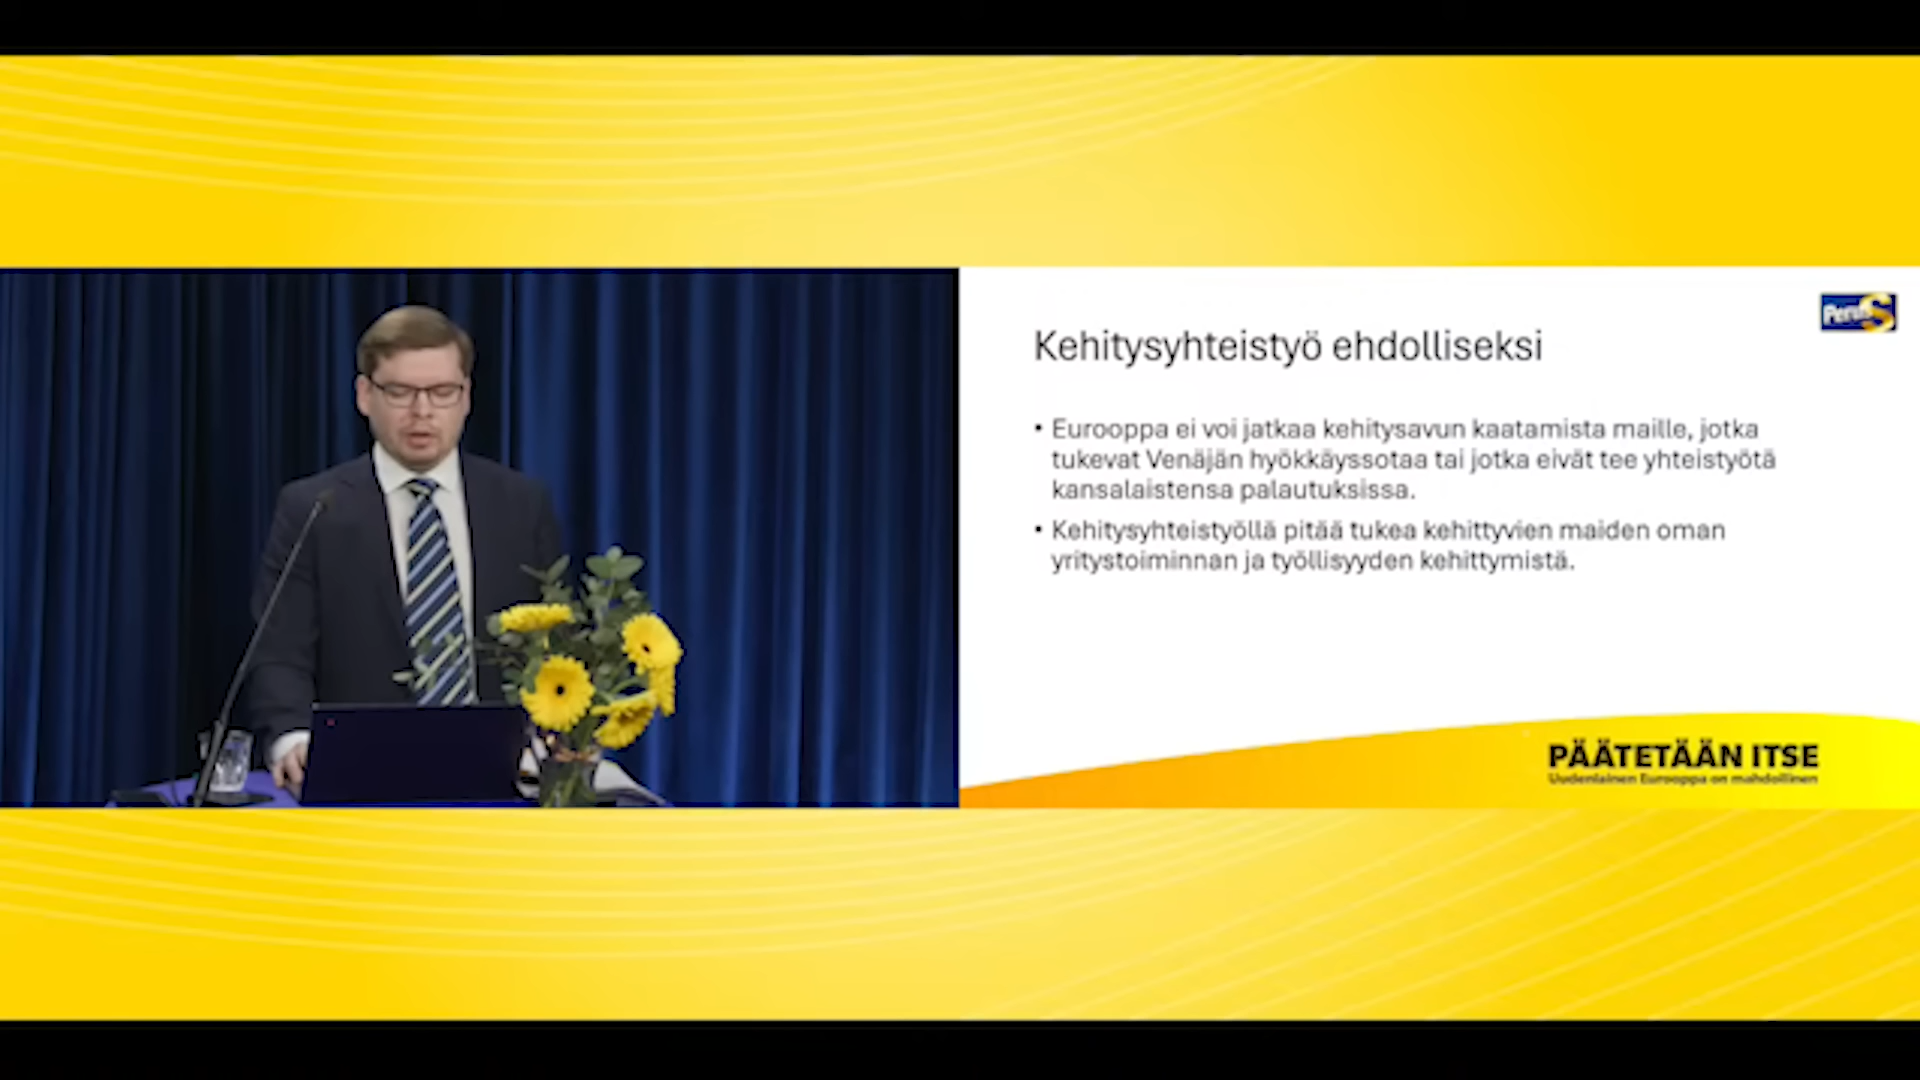 PerusS
Kehitysyhteistyö ehdolliseksi
• Eurooppa ei voi jatkaa kehitysavun kaatamista maille, jotka
tukevat Venäjän hyökkäyssotaa tai jotka eivät tee yhteistyötä
kansalaistensa palautuksissa.
• Kehitysyhteistyöllä pitää tukea kehittyvien maiden oman
yritystoiminnan ja työllisyyden kehittymistä.
PÄÄTETÄÄN ITSE
Uudenlainen Eurooppa on mahdollinen